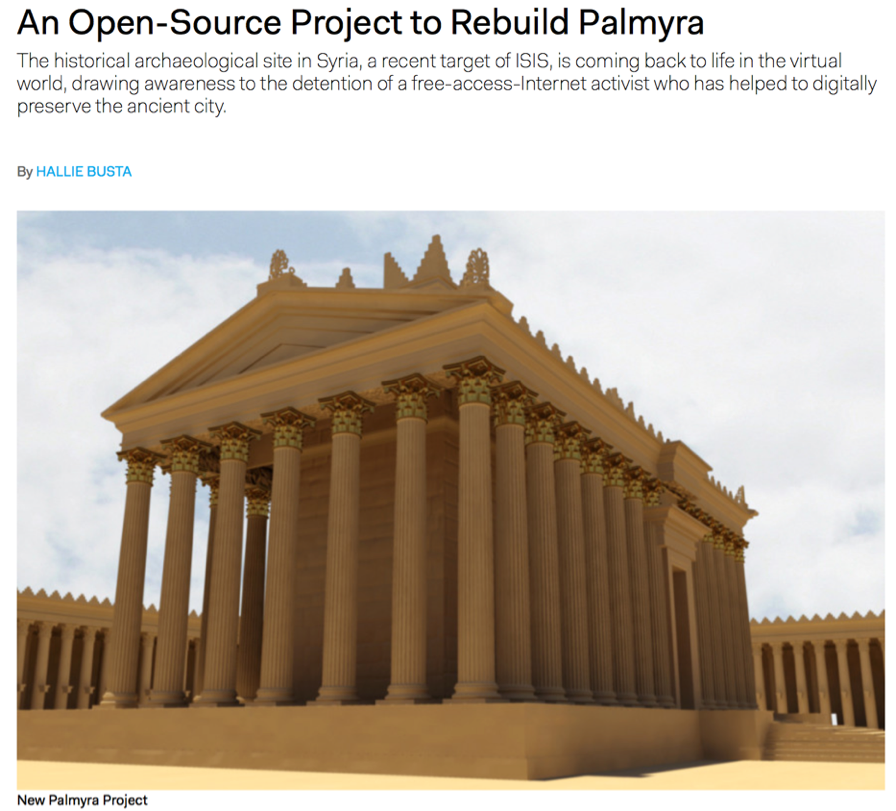 An Open-Source Project to Rebuild Palmyra
The historical archaeological site in Syria, a recent target of ISIS, is coming back to life in the virtual
world, drawing awareness to the detention of a free-access-Internet activist who has helped to digitally
preserve the ancient city.
By HALLIE BUSTA
New Palmyra Project